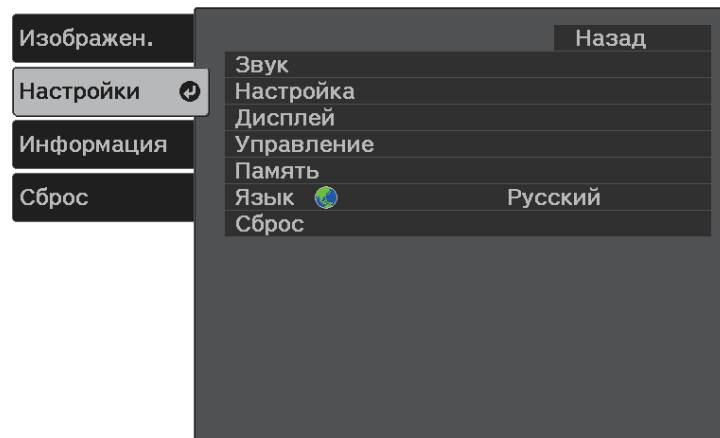 Изображен.
Настройки
Информация
Сброс
Назад
Звук
Настройка
Дисплей
Управление
Память
Язык Русский
Сброс